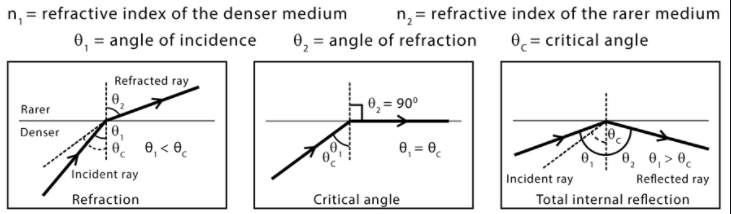 n₁ = refractive index of the denser medium n₂ = refractive index of the rarer medium
θ₁ = angle of incidence θ₂ = angle of refraction θC = critical angle
Refracted ray
θ₂
Rarer
Denser
θ₁
θC θ₁ < θC
Incident ray
Refraction
θ₂ = 90⁰
θ₁
θC
θ₁ = θC
Critical angle
θC
θ₁ θ₂ θ₁ > θC
Incident ray Reflected ray
Total internal reflection